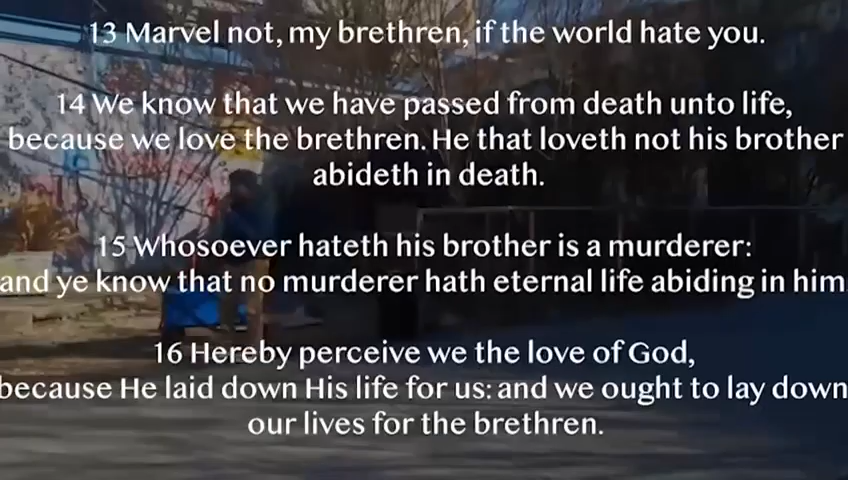 13 Marvel not, my brethren, if the world hate you.
14 We know that we have passed from death unto life,
because we love the brethren. He that loveth not his brother
abideth in death.
15 Whosoever hateth his brother is a murderer:
and ye know that no murderer hath eternal life abiding in him
16 Hereby perceive we the love of God,
because He laid down His life for us: and we ought to lay down
our lives for the brethren.